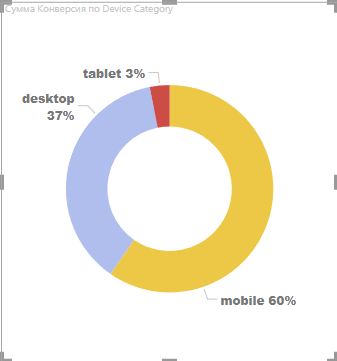 Сумма Конверсия по Device Category
tablet 3%
desktop
37%
mobile 60%